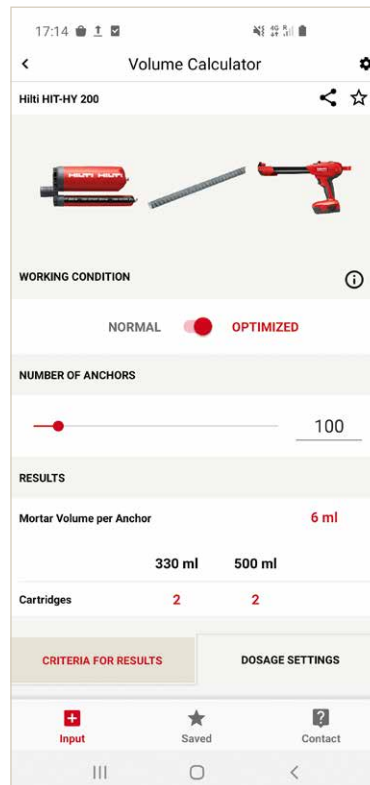 17:14
Volume Calculator
Hilti HIT-HY 200
HILTI HILTI
WORKING CONDITION
NORMAL OPTIMIZED
NUMBER OF ANCHORS
100
RESULTS
Mortar Volume per Anchor 6 ml
330 ml 500 ml
Cartridges 2 2
CRITERIA FOR RESULTS DOSAGE SETTINGS
Input Saved Contact